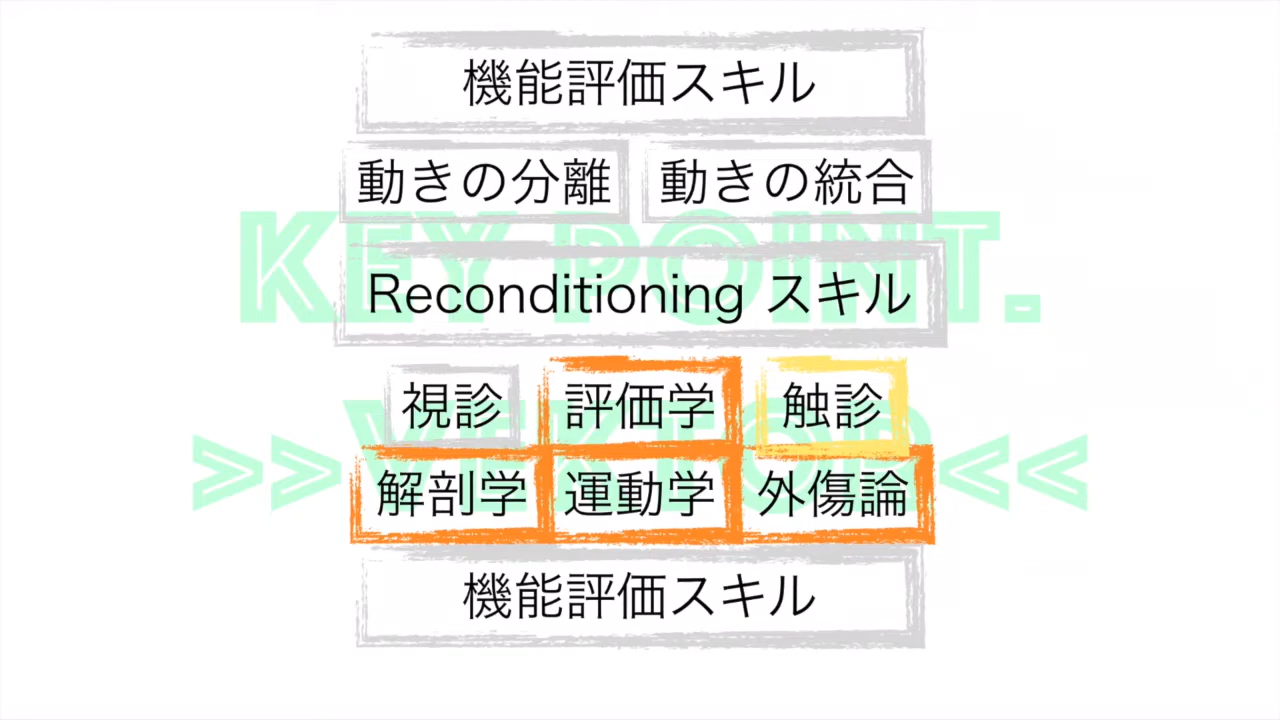 機能評価スキル
動きの分離 動きの統合
KEY POINT.
Reconditioning スキル
視診 評価学 触診
>>VEKTOR<<
解剖学 運動学 外傷論
機能評価スキル